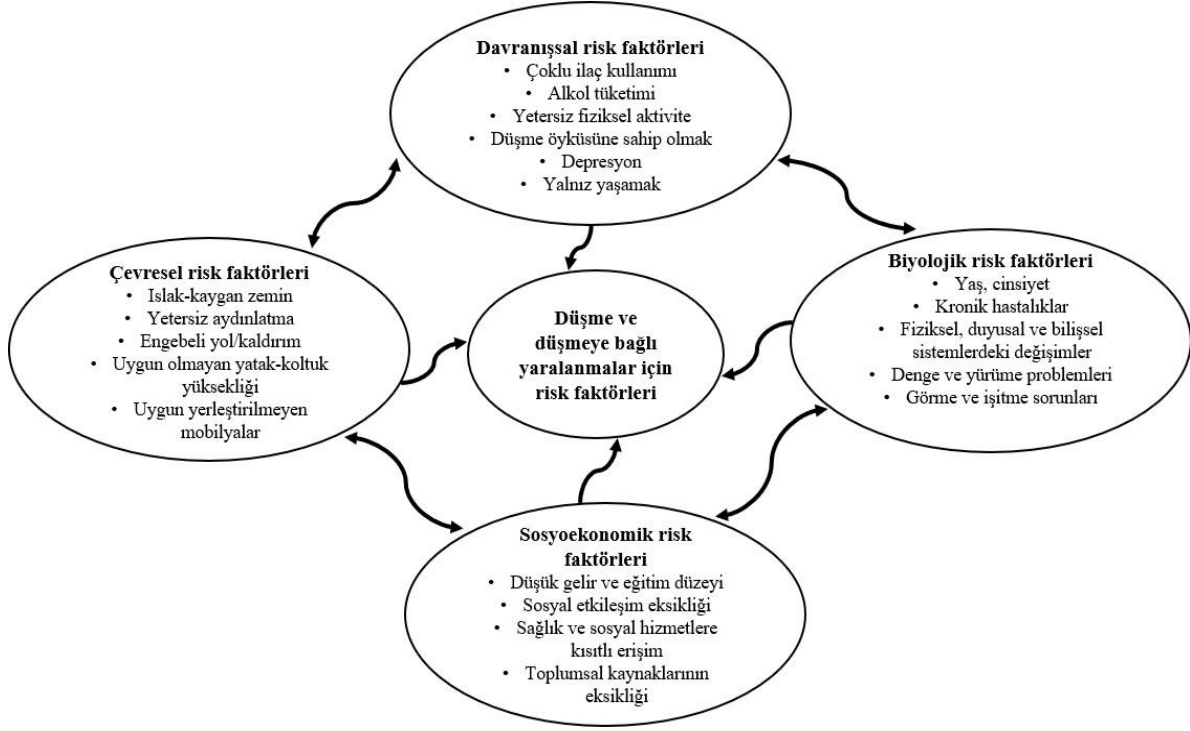 Davranışsal risk faktörleri
• Çoklu ilaç kullanımı
• Alkol tüketimi
• Yetersiz fiziksel aktivite
• Düşme öyküsüne sahip olmak
• Depresyon
• Yalnız yaşamak
Çevresel risk faktörleri
• Islak-kaygan zemin
• Yetersiz aydınlatma
• Engebeli yol/kaldırım
• Uygun olmayan yatak-koltuk
yüksekliği
• Uygun yerleştirilmeyen
mobilyalar
Düşme ve
düşmeye bağlı
yaralanmalar için
risk faktörleri
Biyolojik risk faktörleri
• Yaş, cinsiyet
• Kronik hastalıklar
• Fiziksel, duyusal ve bilişsel
sistemlerdeki değişimler
• Denge ve yürüme problemleri
• Görme ve işitme sorunları
Sosyoekonomik risk
faktörleri
• Düşük gelir ve eğitim düzeyi
• Sosyal etkileşim eksikliği
• Sağlık ve sosyal hizmetlere
kısıtlı erişim
• Toplumsal kaynaklarının
eksikliği